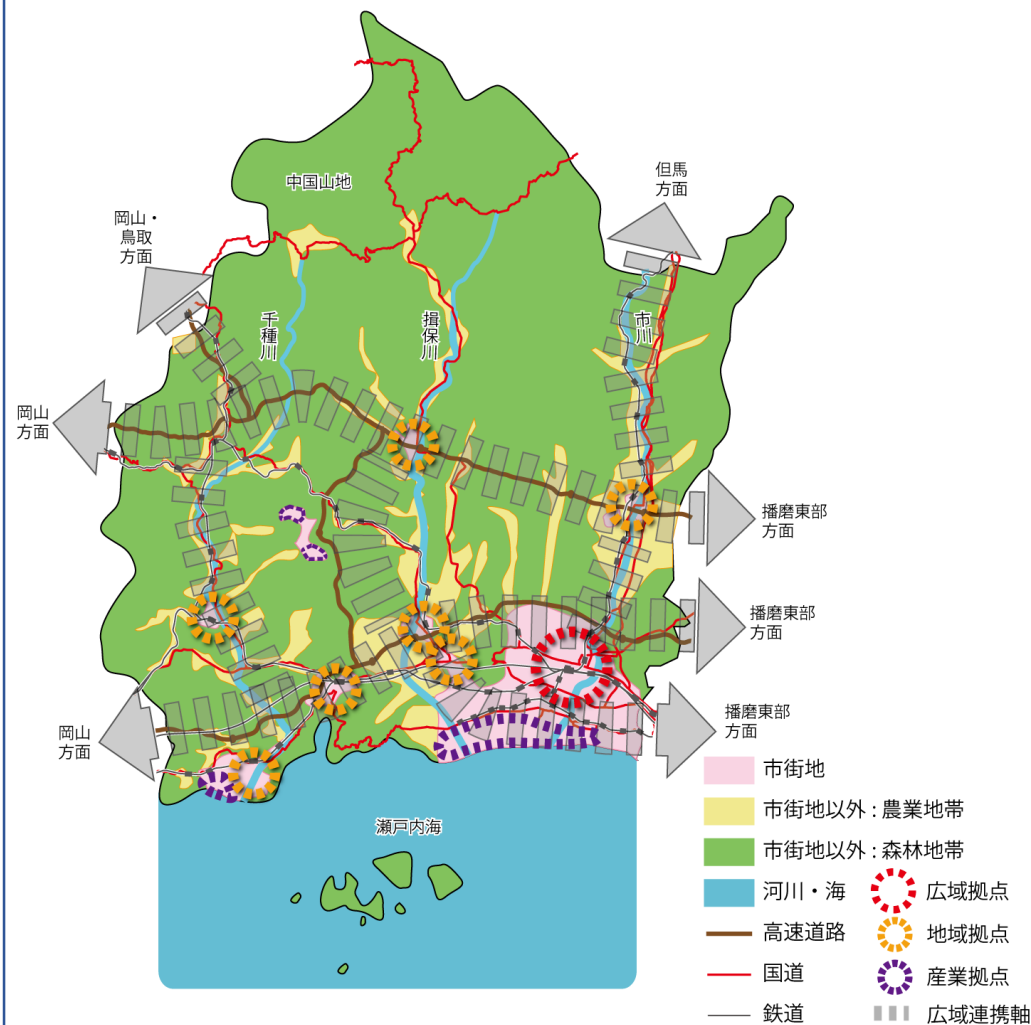 中国山地
但馬
方面
岡山・
鳥取
方面
千種川
揖保川
市川
岡山
方面
播磨東部
方面
播磨東部
方面
播磨東部
方面
岡山
方面
瀬戸内海
市街地
市街地以外：農業地帯
市街地以外：森林地帯
河川・海
広域拠点
高速道路
地域拠点
国道
産業拠点
鉄道
広域連携軸